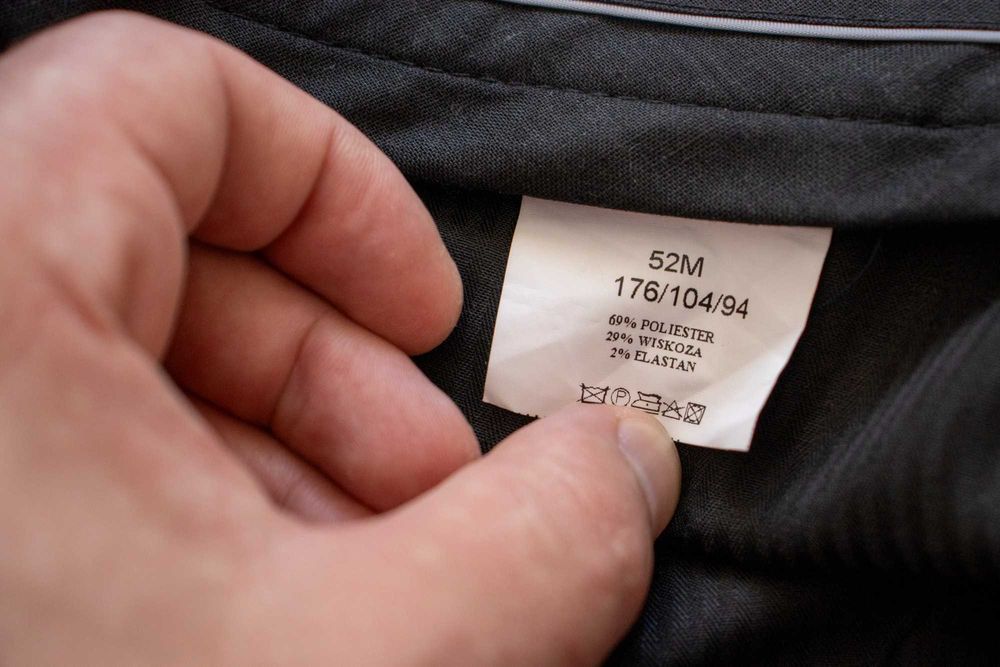 52M
176/104/94
69% POLIESTER
29% WISKOZA
2% ELASTAN
P